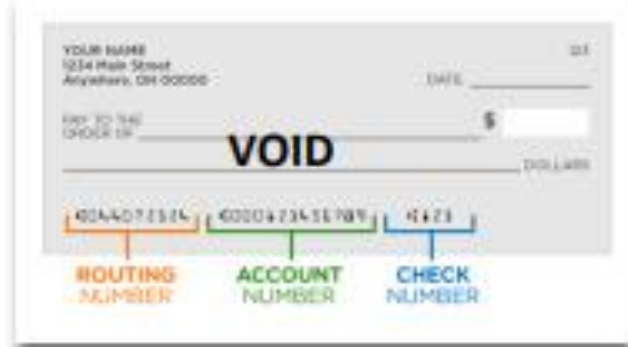 YOUR NAME
1234 Main Street
Anywhere, OH 00000
123
DATE
PAY TO THE
ORDER OF
$
VOID
DOLLARS
ROUTING
NUMBER
ACCOUNT
NUMBER
CHECK
NUMBER